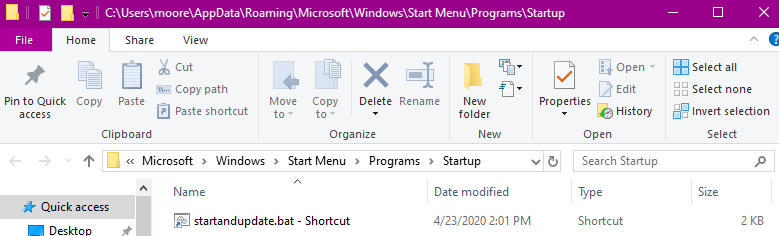 C:\Users\moore\AppData\Roaming\Microsoft\Windows\Start Menu\Programs\Startup
File Home Share View
Pin to Quick access
Copy
Paste
Cut
Copy path
Paste shortcut
Clipboard
Move to
Copy to
Delete
Rename
Organize
New folder
New
Properties
Open
Edit
History
Open
Select all
Select none
Invert selection
Select
« Microsoft > Windows > Start Menu > Programs > Startup
Search Startup
Quick access
Desktop
Name Date modified Type Size
startandupdate.bat - Shortcut 4/23/2020 2:01 PM Shortcut 2 KB